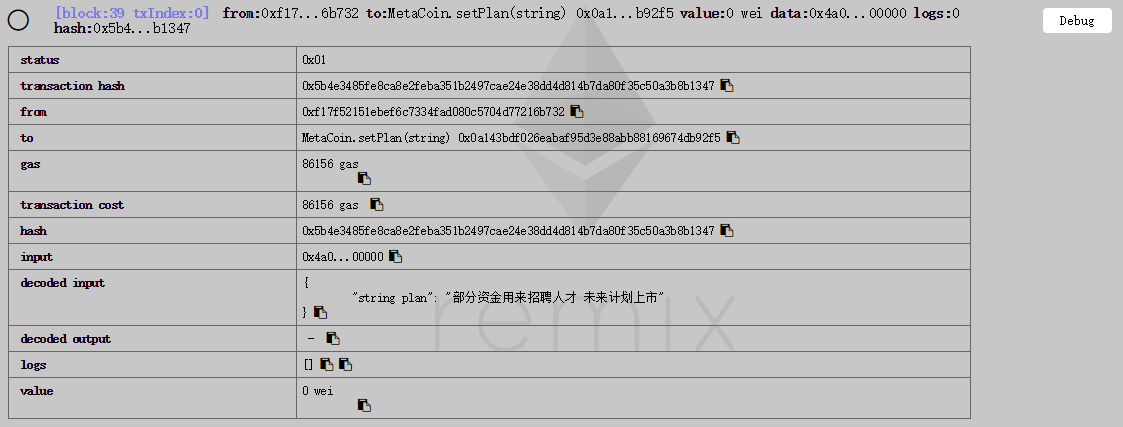 [block:39 txIndex:0] from:0xf17...6b732 to:MetaCoin.setPlan(string) 0x0a1...b92f5 value:0 wei data:0x4a0...00000 logs:0
hash:0x5b4...b1347
Debug
status 0x01
transaction hash 0x5b4e3485fe8ca8e2feba351b2497cae24e38dd4d814b7da80f35c50a3b8b1347
from 0xf17f52151ebef6c7334fad080c5704d77216b732
to MetaCoin.setPlan(string) 0x0a143bdf026eabaf95d3e88abb88169674db92f5
gas 86156 gas
transaction cost 86156 gas
hash 0x5b4e3485fe8ca8e2feba351b2497cae24e38dd4d814b7da80f35c50a3b8b1347
input 0x4a0...00000
decoded input {
"string plan": "部分资金用来招聘人才 未来计划上市"
}
decoded output -
logs []
value 0 wei
remix